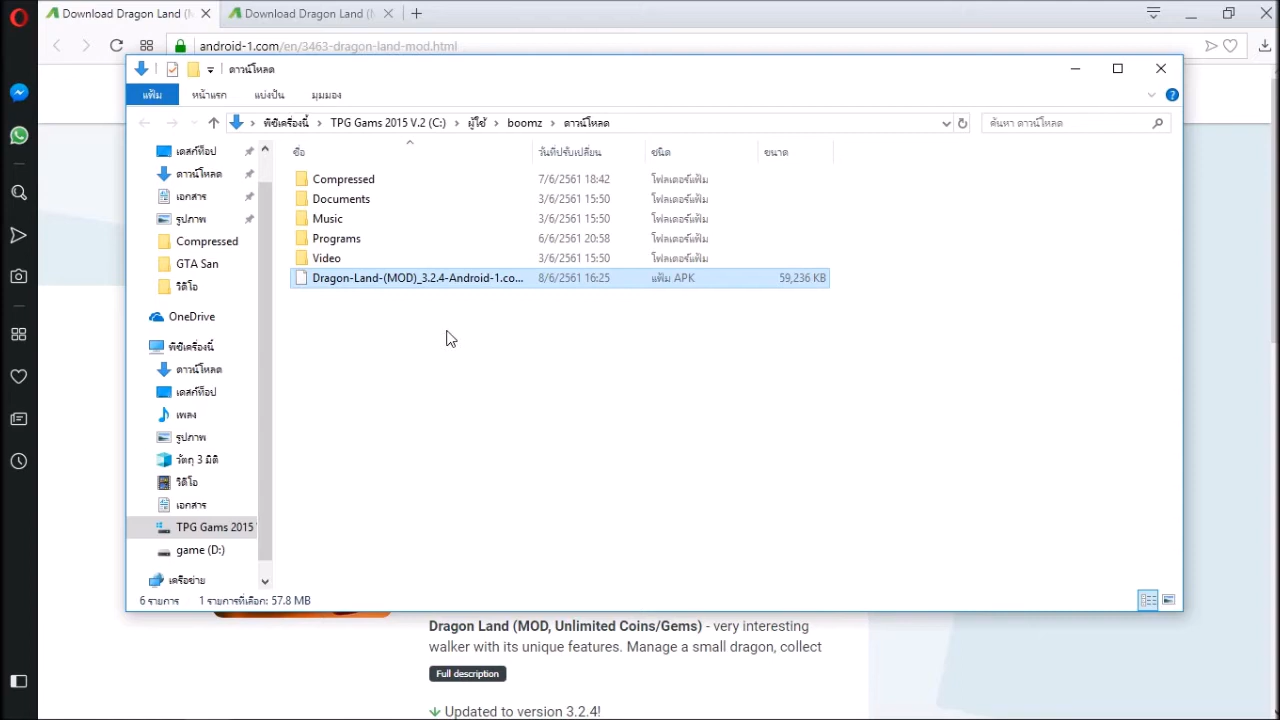 Download Dragon Land (
Download Dragon Land (
android-1.com/en/3463-dragon-land-mod.html
ดาวน์โหลด
แฟ้ม หน้าแรก แบ่งปัน มุมมอง
พีซีเครื่องนี้ > TPG Gams 2015 V.2 (C:) > ผู้ใช้ > boomz > ดาวน์โหลด
ค้นหา ดาวน์โหลด
ชื่อ วันที่ปรับเปลี่ยน ชนิด ขนาด
Compressed 7/6/2561 18:42 โฟลเดอร์แฟ้ม
Documents 3/6/2561 15:50 โฟลเดอร์แฟ้ม
Music 3/6/2561 15:50 โฟลเดอร์แฟ้ม
Programs 6/6/2561 20:58 โฟลเดอร์แฟ้ม
Video 3/6/2561 15:50 โฟลเดอร์แฟ้ม
Dragon-Land-(MOD)_3.2.4-Android-1.co... 8/6/2561 16:25 แฟ้ม APK 59,236 KB
เดสก์ท็อป
ดาวน์โหลด
เอกสาร
รูปภาพ
Compressed
GTA San
วิดีโอ
OneDrive
พีซีเครื่องนี้
ดาวน์โหลด
เดสก์ท็อป
เพลง
รูปภาพ
วัตถุ 3 มิติ
วิดีโอ
เอกสาร
TPG Gams 2015
game (D:)
เครือข่าย
6 รายการ 1 รายการที่เลือก: 57.8 MB
Dragon Land (MOD, Unlimited Coins/Gems) - very interesting
walker with its unique features. Manage a small dragon, collect
Full description
Updated to version 3.2.4!